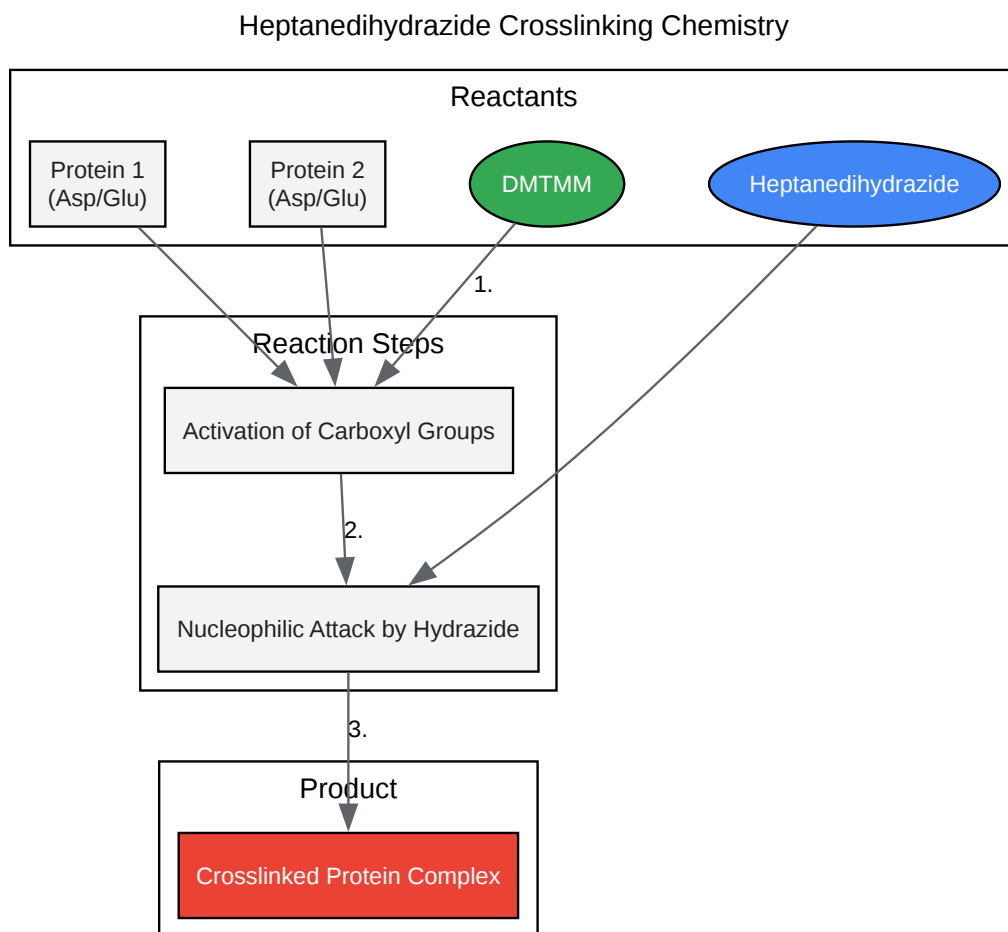 Heptanedihydrazide Crosslinking Chemistry
Reactants
Protein 1
(Asp/Glu)
Protein 2
(Asp/Glu)
DMTMM
Heptanedihydrazide
1.
Reaction Steps
Activation of Carboxyl Groups
2.
Nucleophilic Attack by Hydrazide
3.
Product
Crosslinked Protein Complex